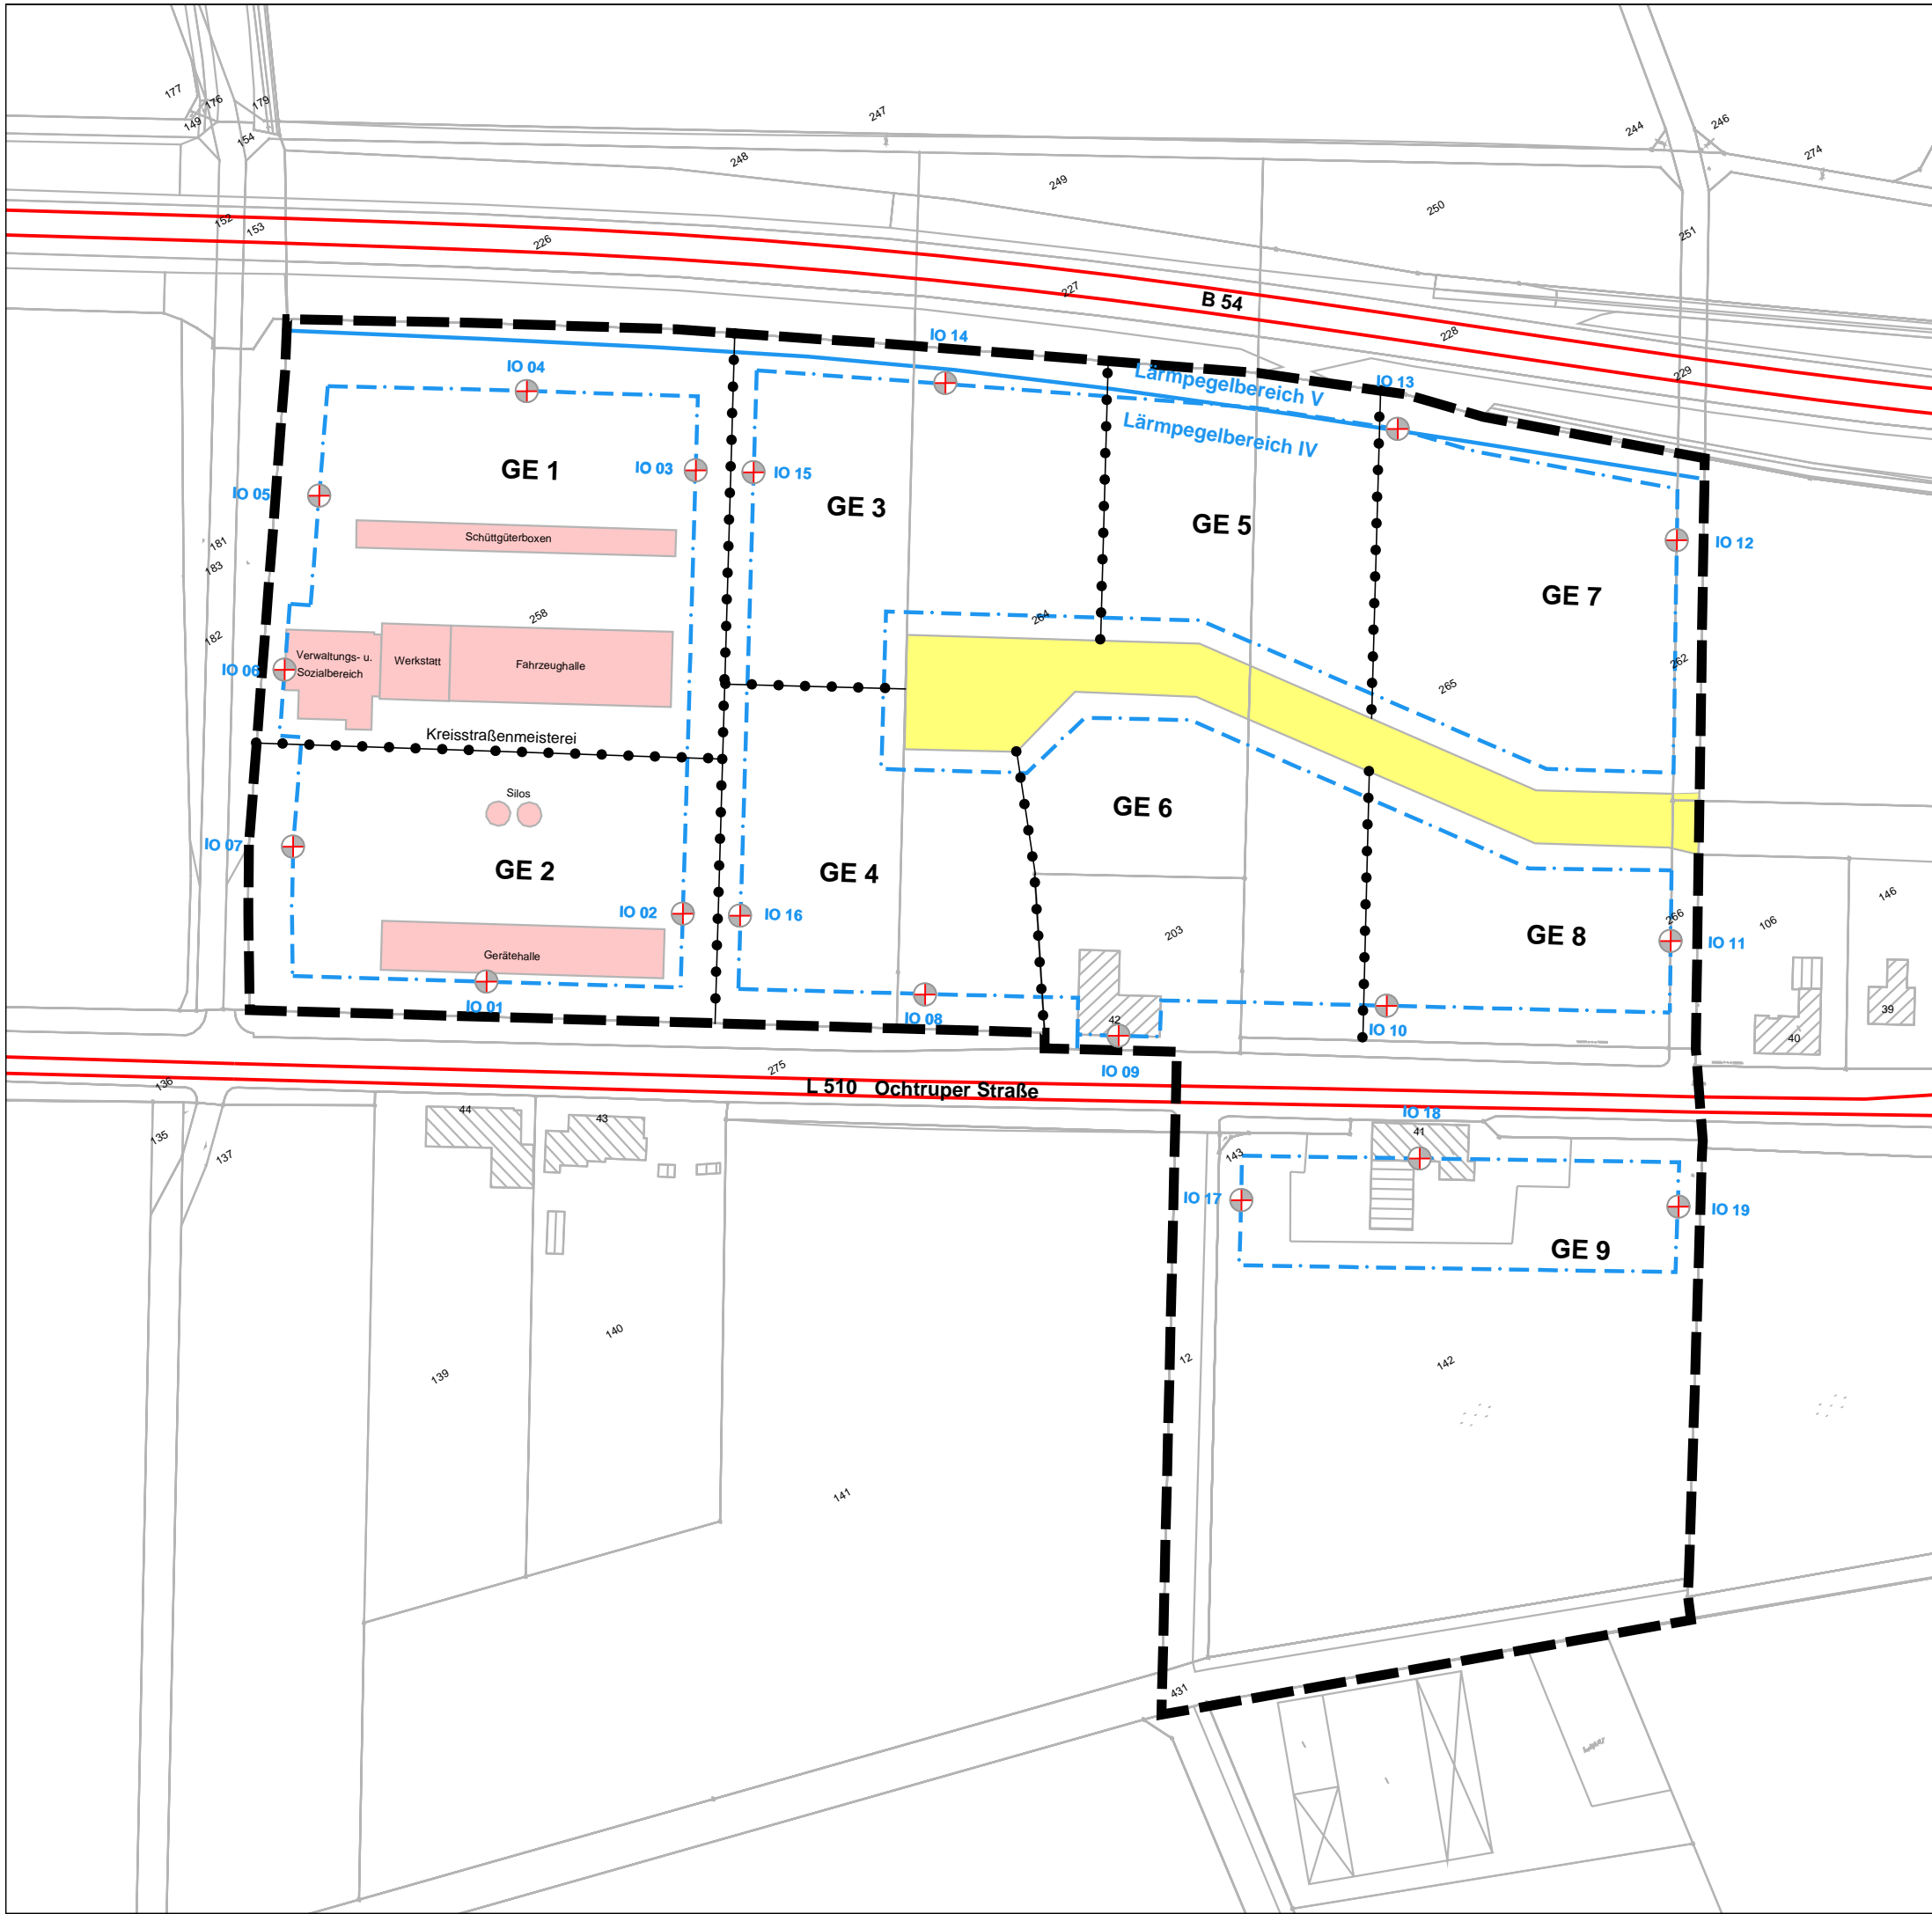 177
176
179
149
154
247
248
249
250
244
246
274
251
152
153
226
227
B 54
228
229
IO 14
IO 13
IO 04
Lärmpegelbereich V
Lärmpegelbereich IV
IO 05
GE 1
IO 03
IO 15
GE 3
GE 5
IO 12
Schüttgüterboxen
181
183
182
258
264
GE 7
262
265
IO 06
Verwaltungs- u.
Sozialbereich
Werkstatt
Fahrzeughalle
Kreisstraßenmeisterei
Silos
IO 07
GE 2
GE 4
GE 6
IO 02
IO 16
203
GE 8
266
IO 11
106
146
Gerätehalle
IO 01
IO 08
42
IO 10
40
39
IO 09
275
L 510 Ochtruper Straße
136
135
137
44
43
IO 18
41
143
IO 17
IO 19
GE 9
140
139
12
142
141
431